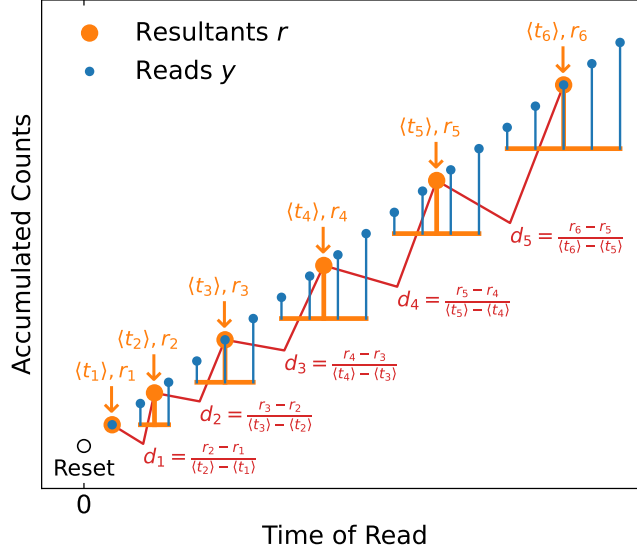 Resultants r
Reads y
⟨t₆⟩, r₆
⟨t₅⟩, r₅
⟨t₄⟩, r₄
⟨t₃⟩, r₃
⟨t₂⟩, r₂
⟨t₁⟩, r₁
d₅ = (r₆ − r₅)/(⟨t₆⟩ − ⟨t₅⟩)
d₄ = (r₅ − r₄)/(⟨t₅⟩ − ⟨t₄⟩)
d₃ = (r₄ − r₃)/(⟨t₄⟩ − ⟨t₃⟩)
d₂ = (r₃ − r₂)/(⟨t₃⟩ − ⟨t₂⟩)
d₁ = (r₂ − r₁)/(⟨t₂⟩ − ⟨t₁⟩)
Reset
0
Time of Read
Accumulated Counts